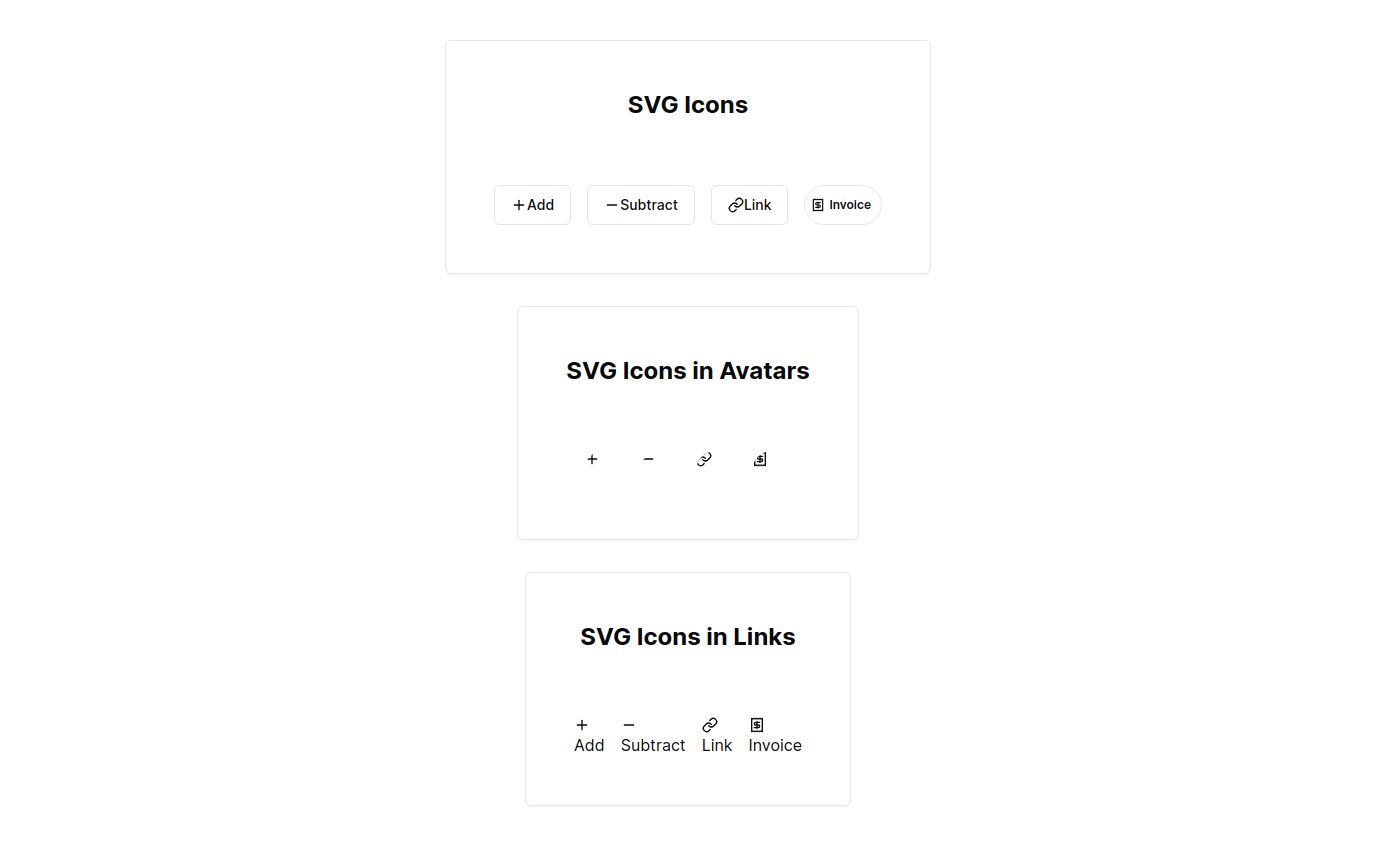 SVG Icons
Add Subtract Link Invoice
SVG Icons in Avatars
SVG Icons in Links
Add Subtract Link Invoice